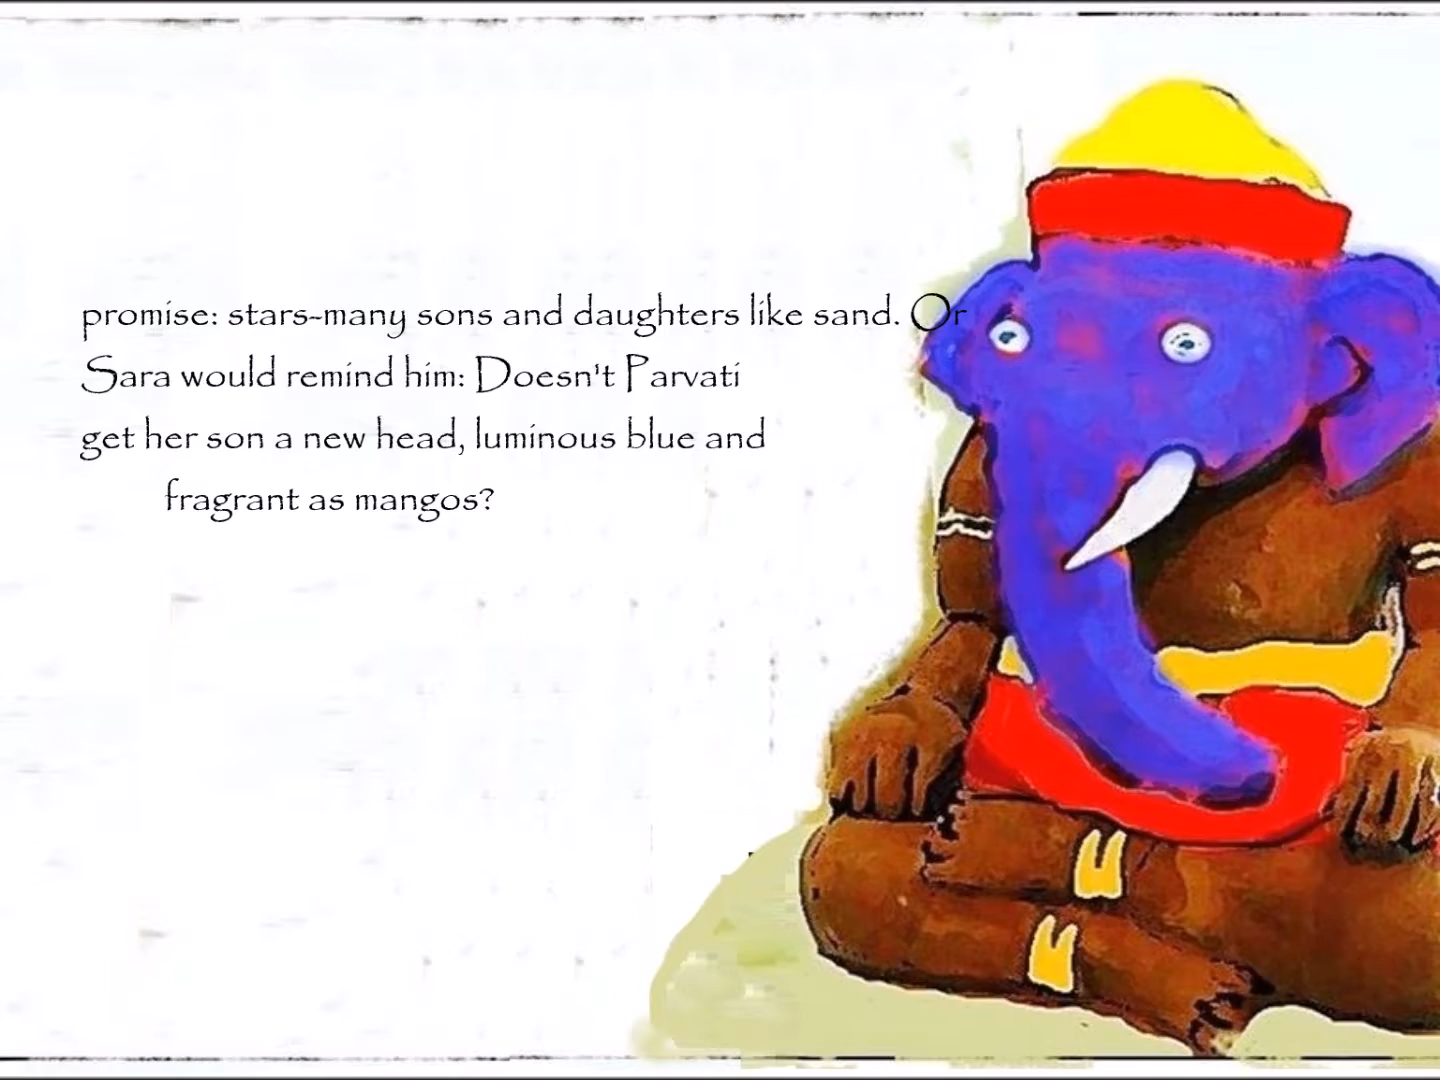 promise: stars-many sons and daughters like sand. Or
Sara would remind him: Doesn't Parvati
get her son a new head, luminous blue and
fragrant as mangos?